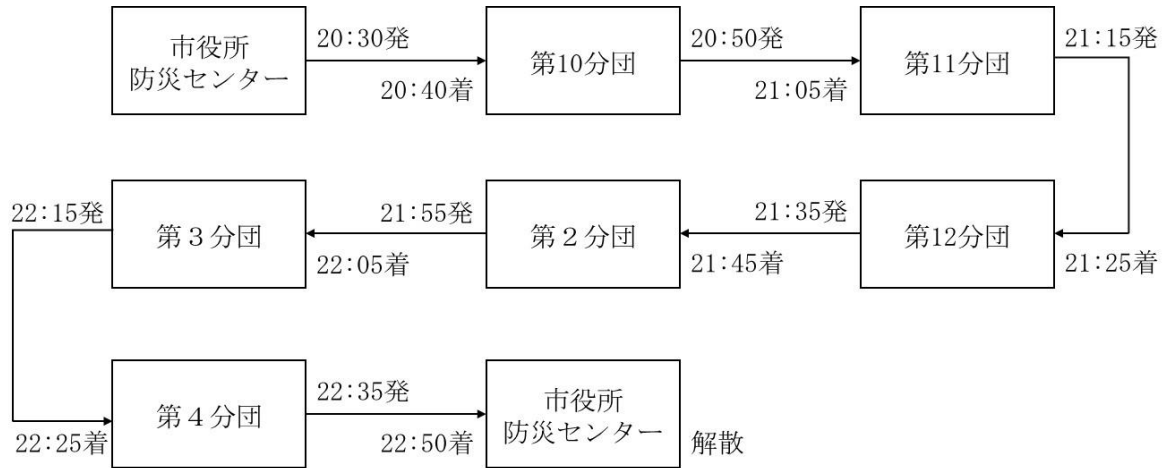 市役所
防災センター
20:30発
20:40着
第10分団
20:50発
21:05着
第11分団
21:15発
21:25着
第12分団
21:35発
21:45着
第２分団
21:55発
22:05着
第３分団
22:15発
22:25着
第４分団
22:35発
22:50着
市役所
防災センター
解散